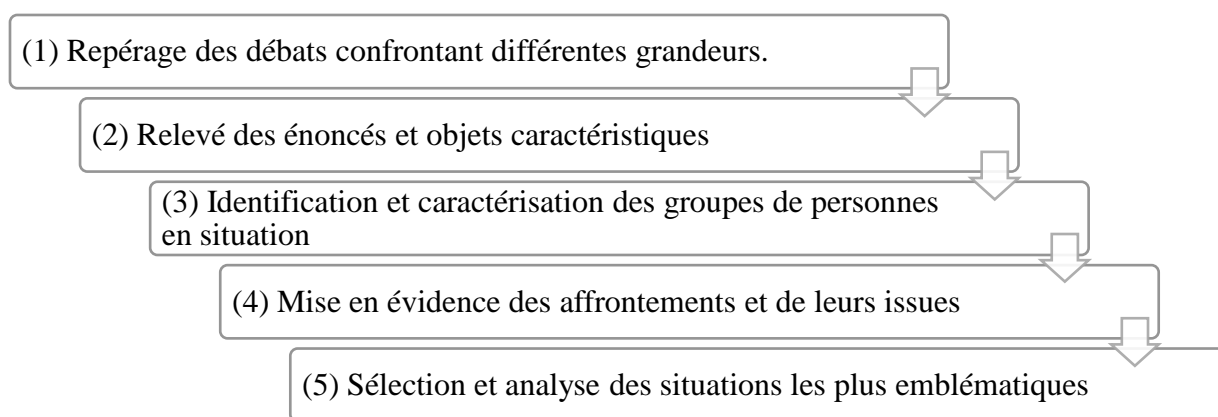 (1) Repérage des débats confrontant différentes grandeurs.
(2) Relevé des énoncés et objets caractéristiques
(3) Identification et caractérisation des groupes de personnes
en situation
(4) Mise en évidence des affrontements et de leurs issues
(5) Sélection et analyse des situations les plus emblématiques